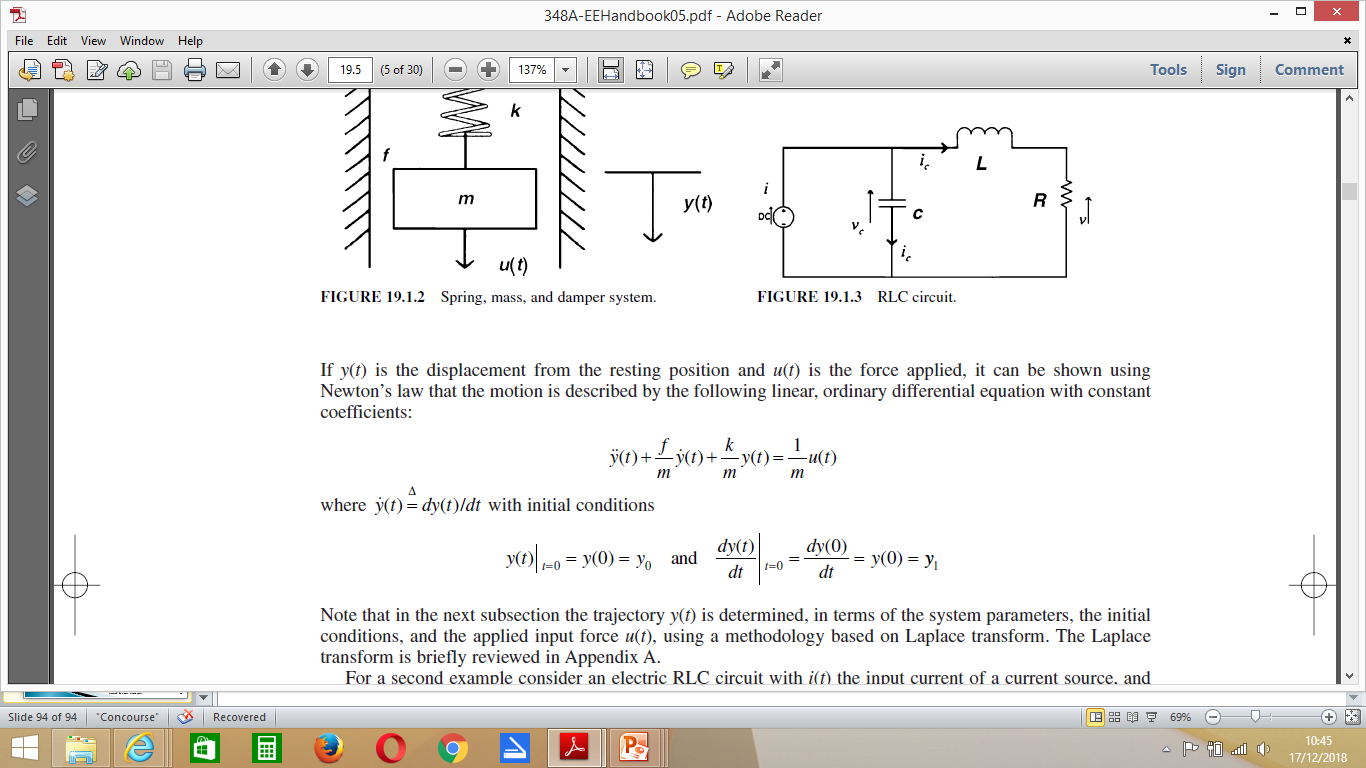 348A-EEHandbook05.pdf - Adobe Reader
File Edit View Window Help
19.5 (5 of 30) 137% Tools Sign Comment
k
f
m
y(t)
u(t)
i
DC
v_c
c
i_c
i_c
L
R
v
FIGURE 19.1.2 Spring, mass, and damper system.
FIGURE 19.1.3 RLC circuit.
If y(t) is the displacement from the resting position and u(t) is the force applied, it can be shown using
Newton's law that the motion is described by the following linear, ordinary differential equation with constant
coefficients:
ÿ(t) + f/m ẏ(t) + k/m y(t) = 1/m u(t)
where ẏ(t) ≜ dy(t)/dt with initial conditions
y(t)|t=0 = y(0) = y₀ and dy(t)/dt|t=0 = dy(0)/dt = y(0) = y₁
Note that in the next subsection the trajectory y(t) is determined, in terms of the system parameters, the initial
conditions, and the applied input force u(t), using a methodology based on Laplace transform. The Laplace
transform is briefly reviewed in Appendix A.
For a second example consider an electric RLC circuit with i(t) the input current of a current source, and
Slide 94 of 94 "Concourse" Recovered 69%
10:45
17/12/2018